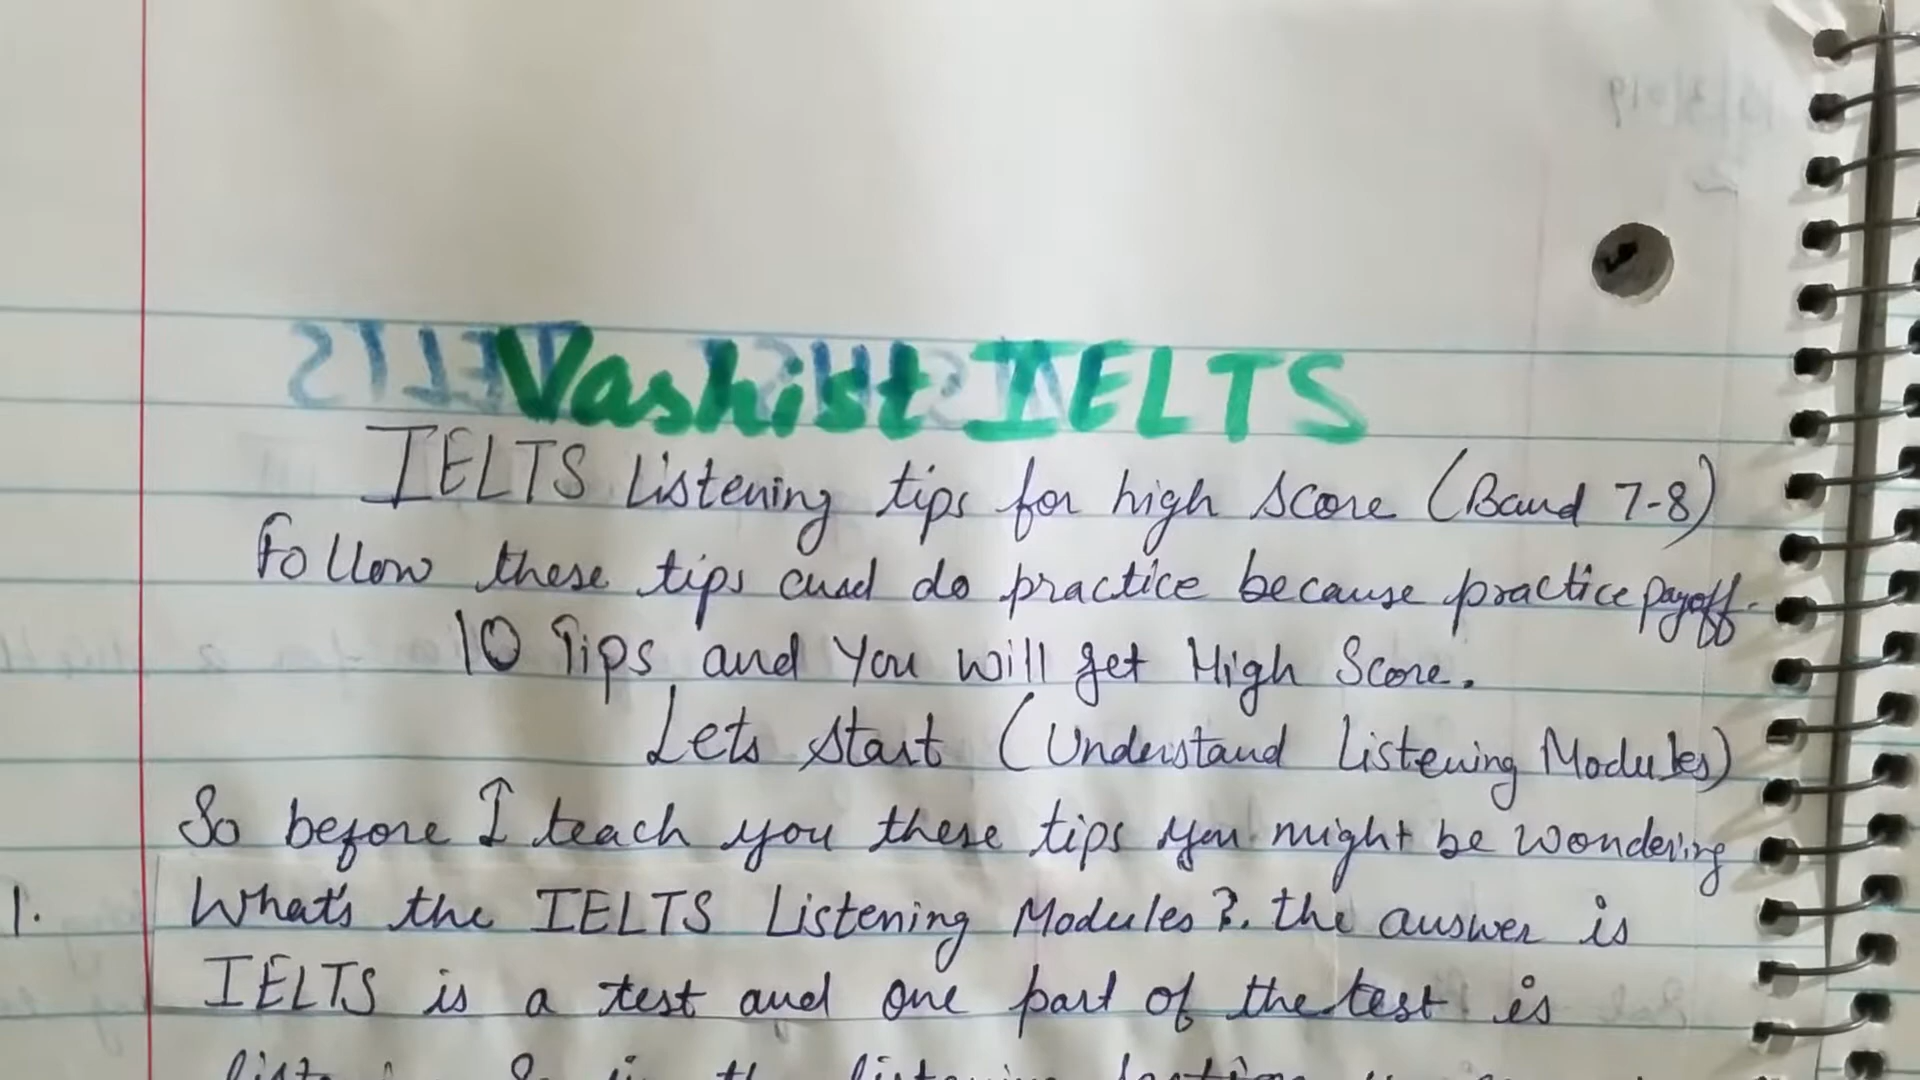 Vashist IELTS
IELTS Listening tips for high score (Band 7-8)
Follow these tips and do practice because practice payoff.
10 Tips and You will get High Score.
Lets start (Understand Listening Modules)
So before I teach you these tips you might be wondering
1. What's the IELTS Listening Modules?. the answer is
IELTS is a test and one part of the test is